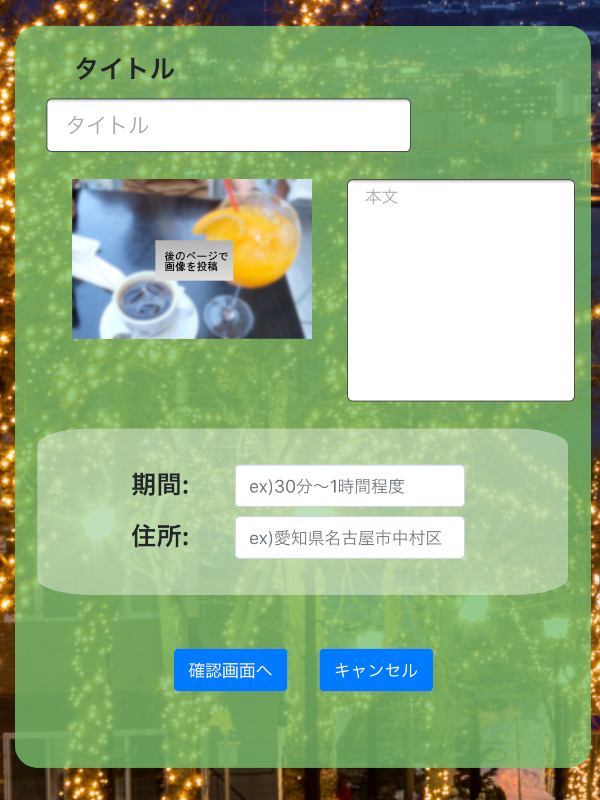 タイトル
タイトル
後のページで
画像を投稿
本文
期間:
ex)30分〜1時間程度
住所:
ex)愛知県名古屋市中村区
確認画面へ
キャンセル